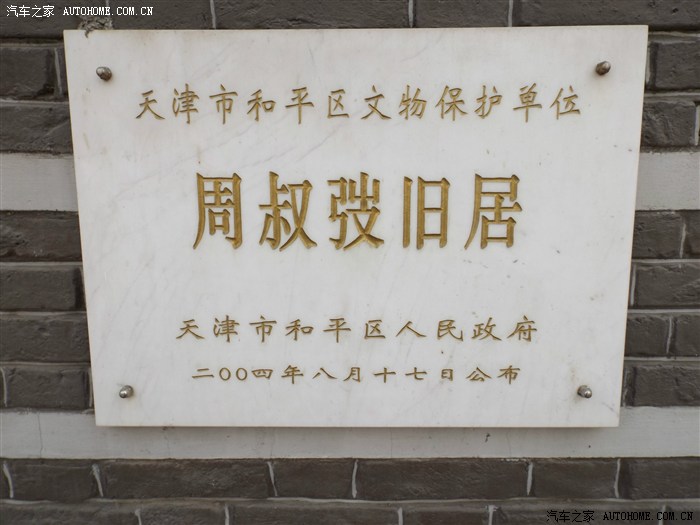 汽车之家 AUTOHOME.COM.CN
天津市和平区文物保护单位
周叔弢旧居
天津市和平区人民政府
二〇〇四年八月十七日公布
汽车之家 AUTOHOME.COM.CN